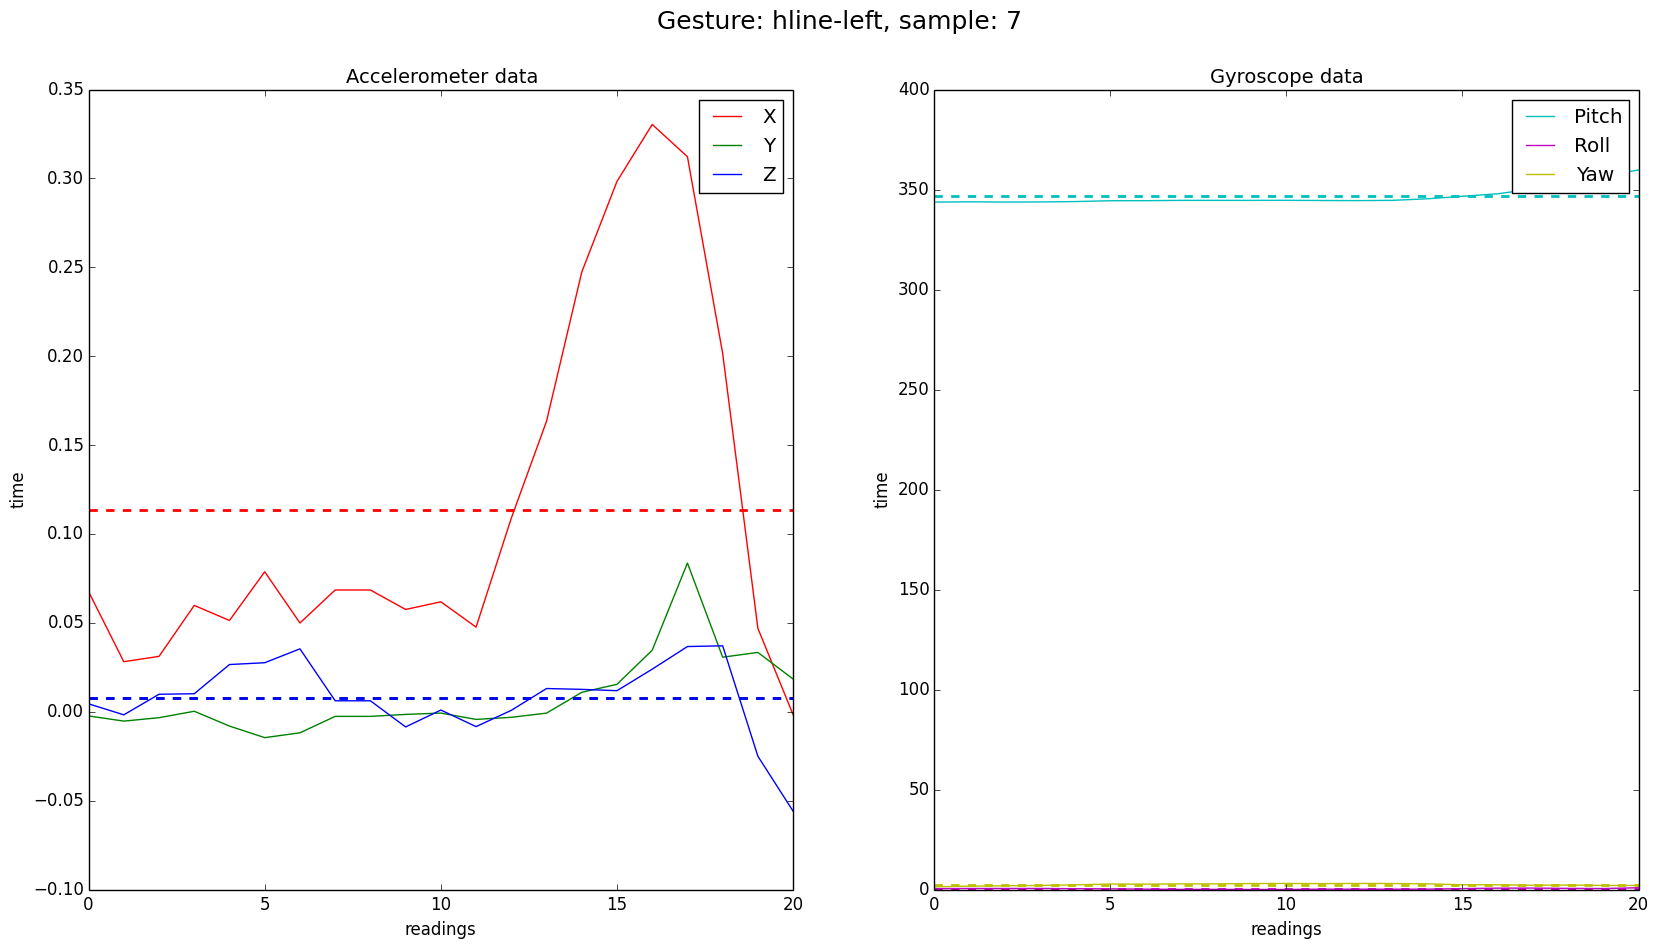 Gesture: hline-left, sample: 7
Accelerometer data
0.35
0.30
0.25
0.20
0.15
0.10
0.05
0.00
−0.05
−0.10
time
0
5
10
15
20
readings
X
Y
Z
Gyroscope data
400
350
300
250
200
150
100
50
0
time
0
5
10
15
20
readings
Pitch
Roll
Yaw